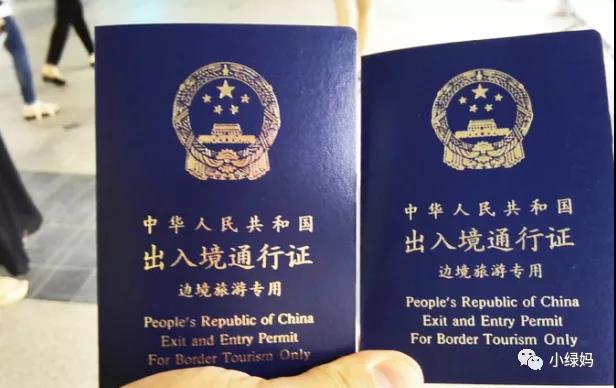 中华人民共和国
出入境通行证
边境旅游专用
People's Republic of China
Exit and Entry Permit
For Border Tourism Only
中华人民共和国
出入境通行证
边境旅游专用
People's Republic of China
Exit and Entry Permit
For Border Tourism Only
小绿妈